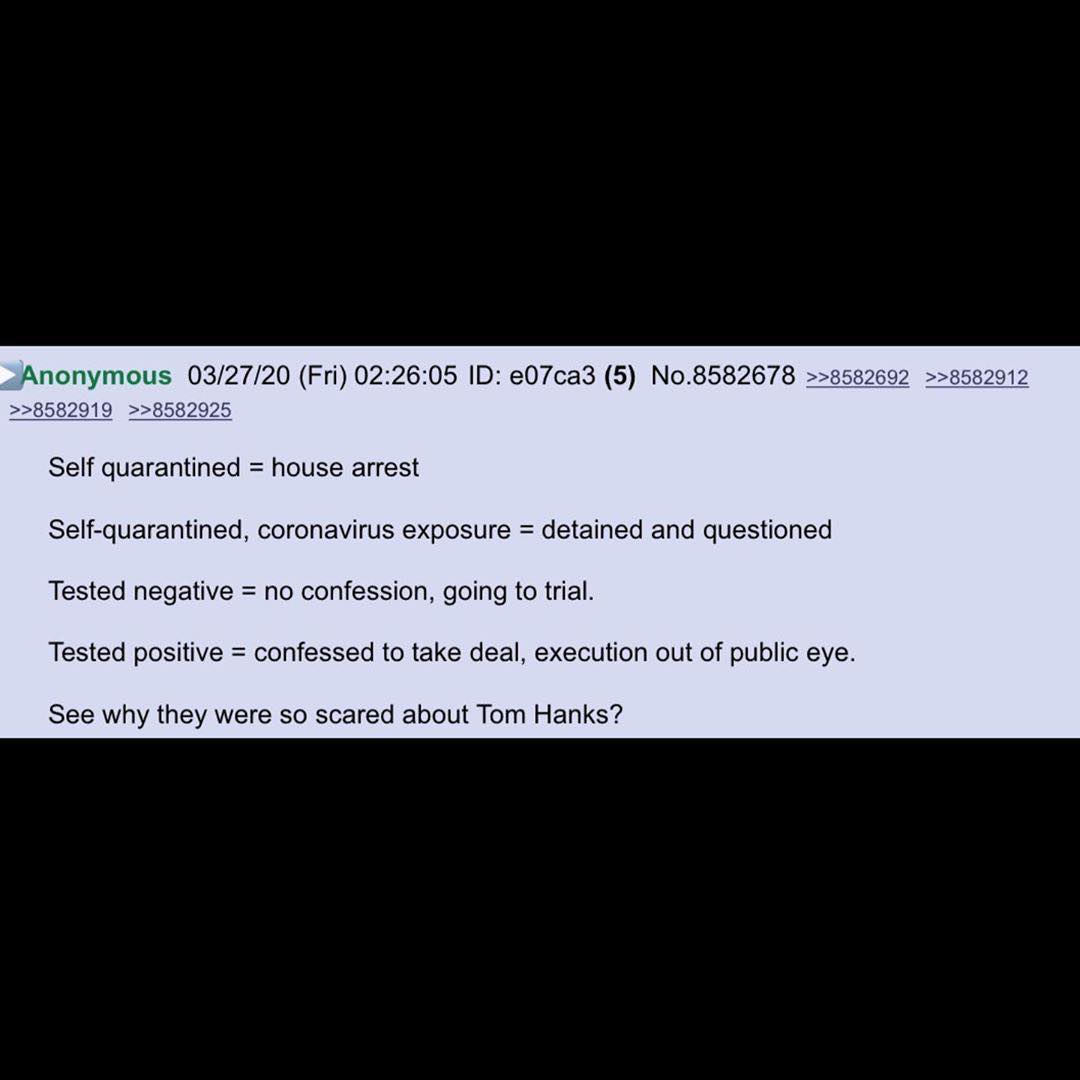 Anonymous 03/27/20 (Fri) 02:26:05 ID: e07ca3 (5) No.8582678 >>8582692 >>8582912
>>8582919 >>8582925
Self quarantined = house arrest
Self-quarantined, coronavirus exposure = detained and questioned
Tested negative = no confession, going to trial.
Tested positive = confessed to take deal, execution out of public eye.
See why they were so scared about Tom Hanks?